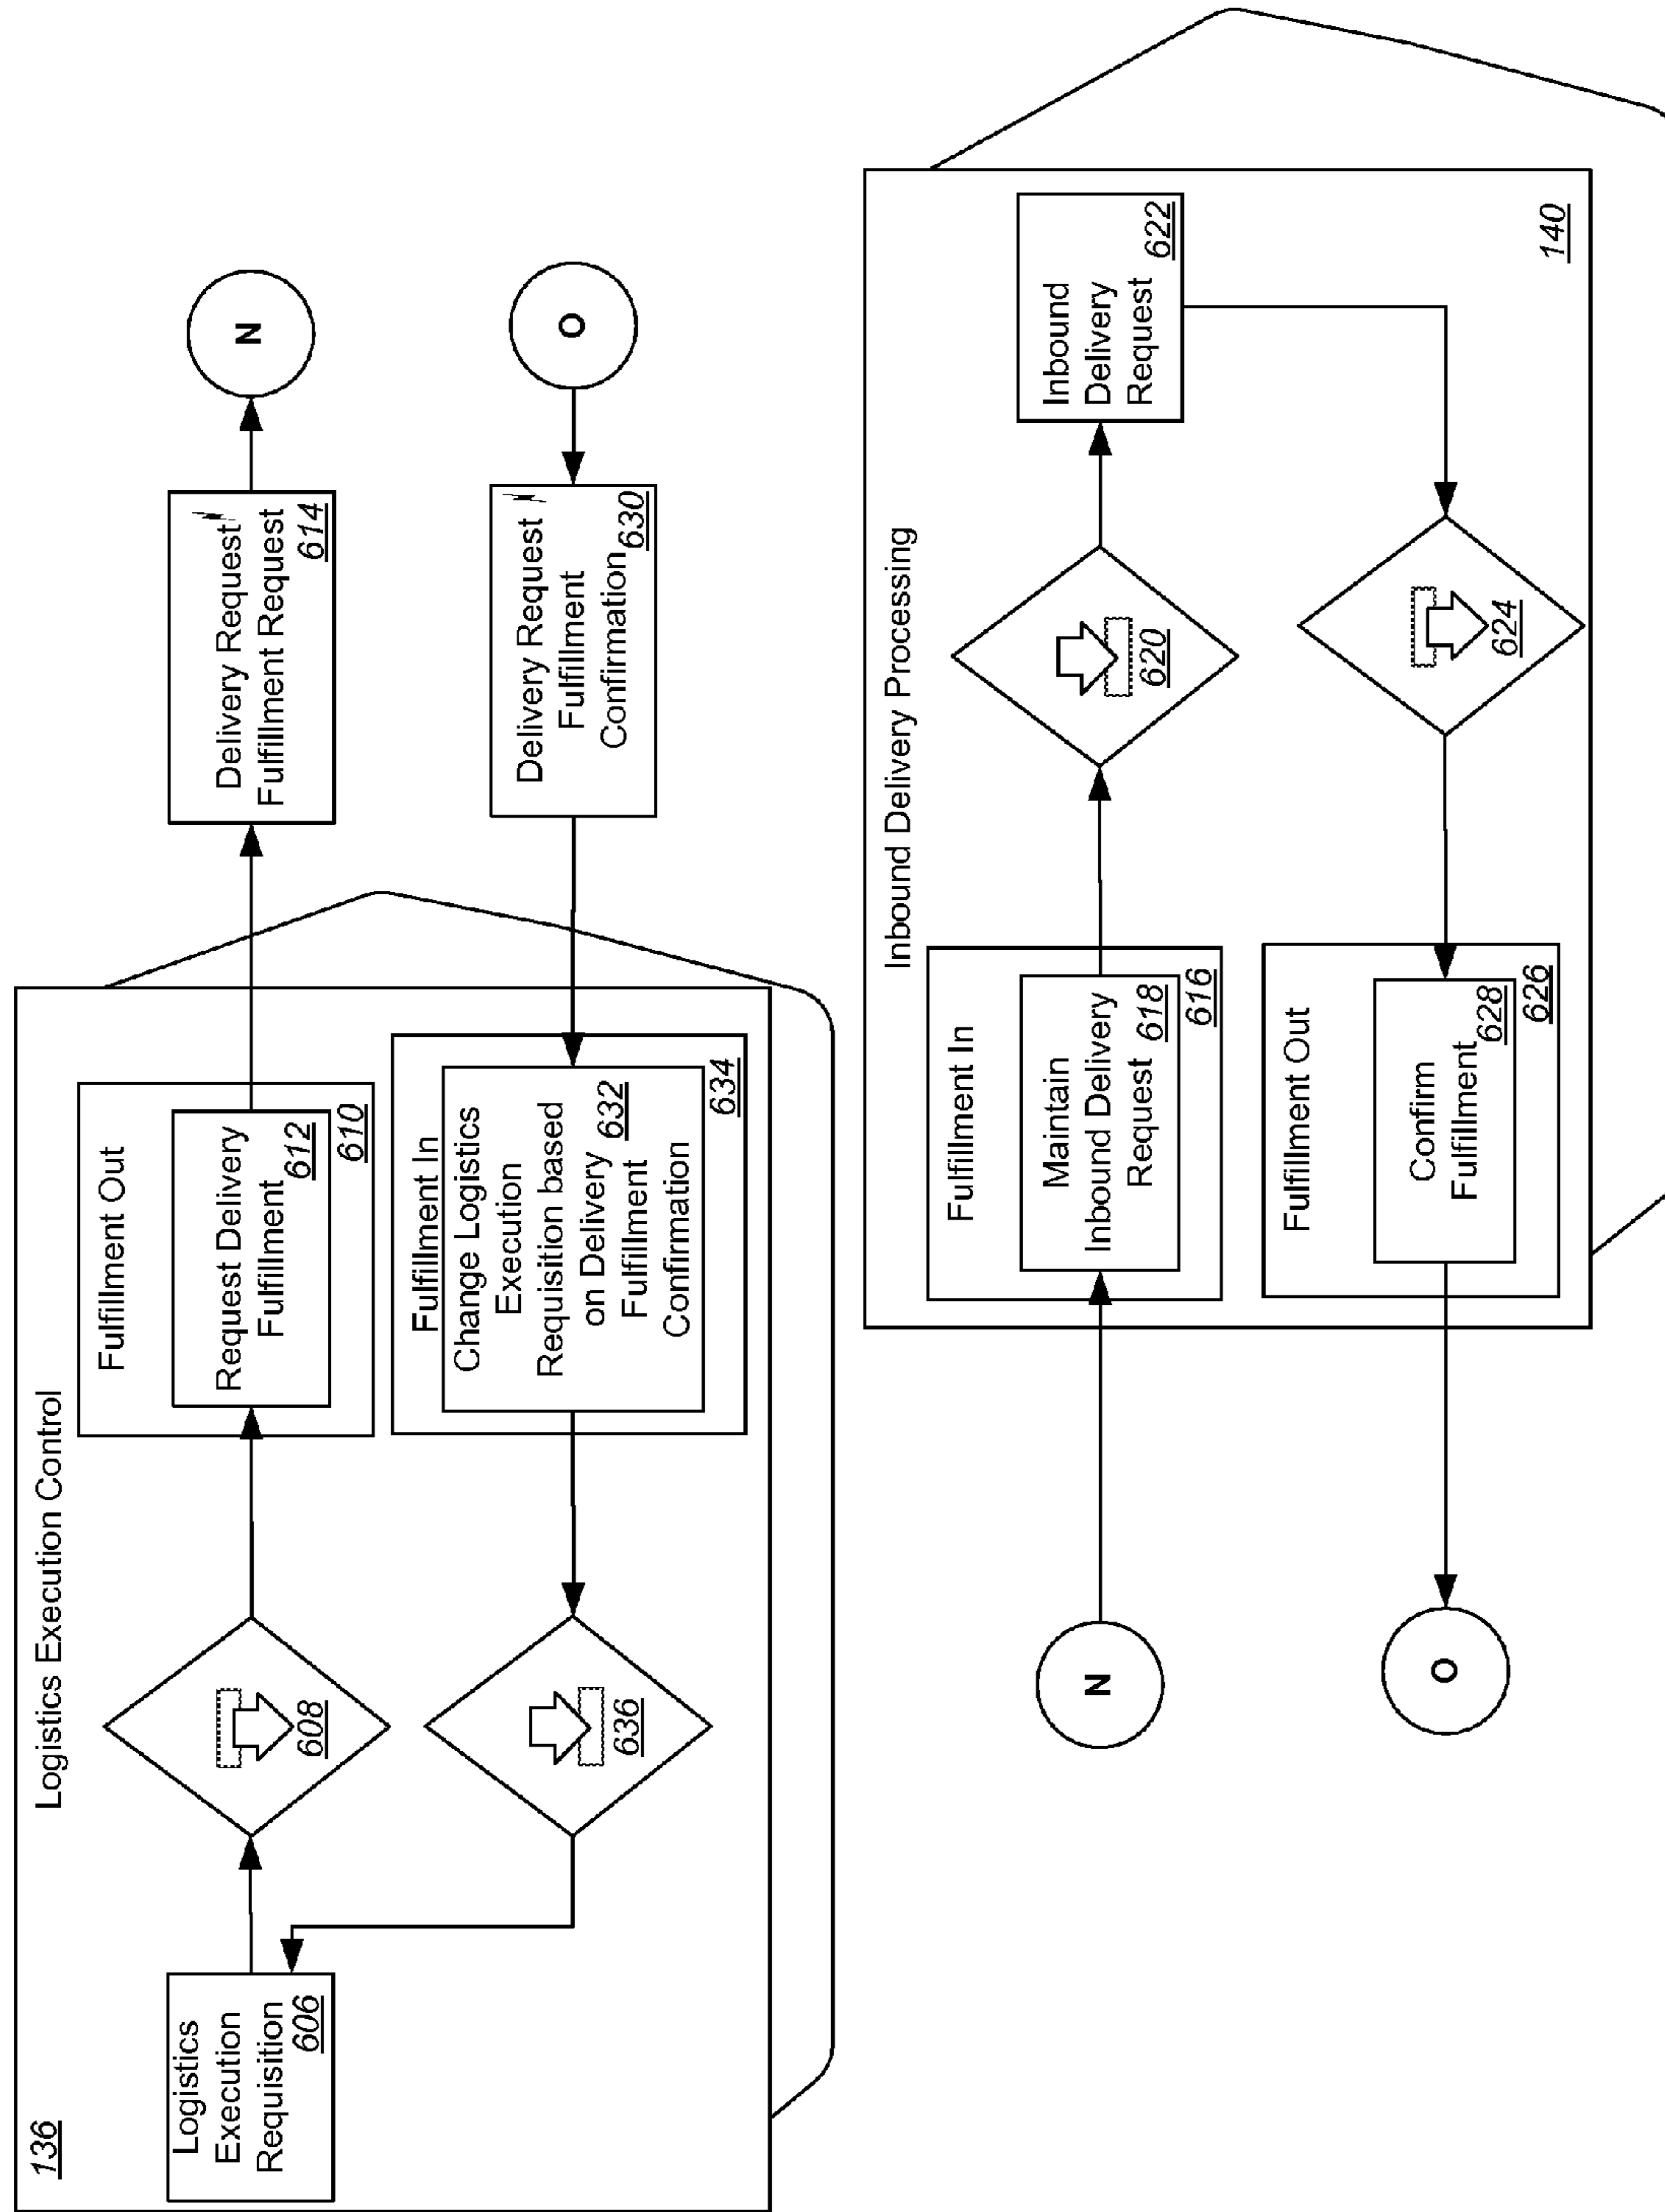 136
Logistics Execution Control
Logistics
Execution
Requisition
606
608
Fulfillment Out
Request Delivery
Fulfillment
612
610
Delivery Request
Fulfillment Request
614
N
636
Fulfillment In
Change Logistics
Execution
Requisition based
on Delivery 632
Fulfillment
Confirmation
634
Delivery Request
Fulfillment
Confirmation 630
O
Inbound Delivery Processing
N
Fulfillment In
Maintain
Inbound Delivery
Request 618
616
620
Inbound
Delivery
Request 622
O
Fulfillment Out
Confirm
Fulfillment 628
626
624
140